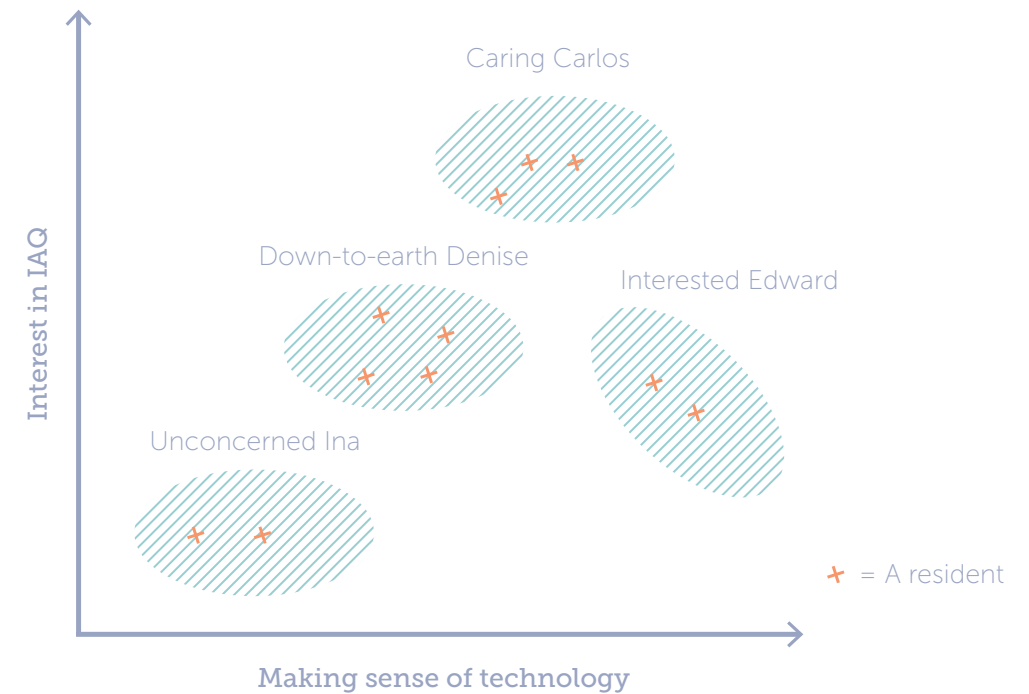 Caring Carlos
Down-to-earth Denise
Interested Edward
Unconcerned Ina
Interest in IAQ
= A resident
Making sense of technology